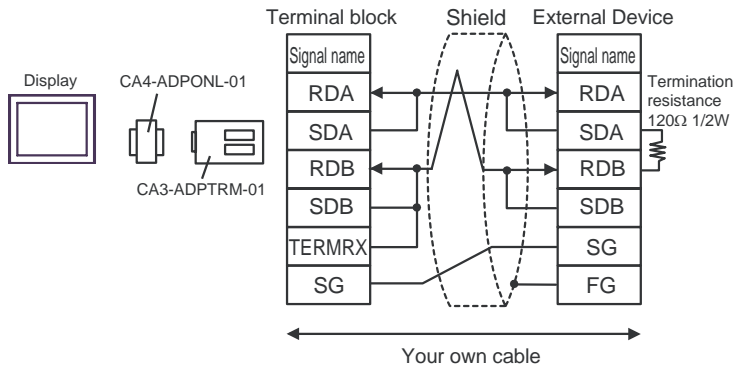 Terminal block
Shield
External Device
Signal name
Signal name
Display
CA4-ADPONL-01
CA3-ADPTRM-01
RDA
RDA
SDA
SDA
RDB
RDB
SDB
SDB
TERMRX
SG
SG
FG
Termination
resistance
120Ω 1/2W
Your own cable